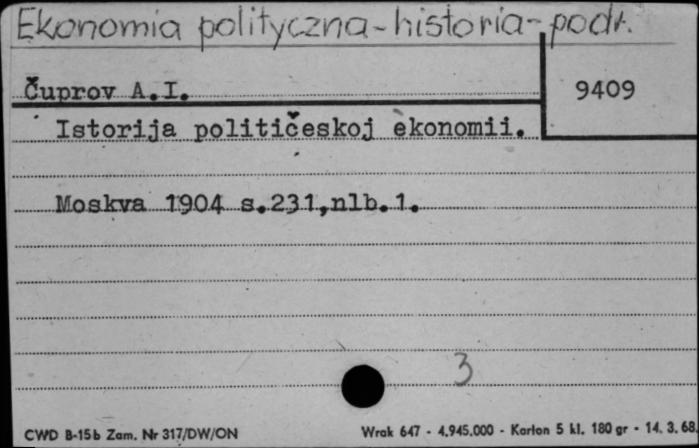 Ekonomia polityczna-historia-podr.
Čuprov A.I.
9409
Istorija političeskoj ekonomii.
Moskva 1904 s.231,nlb.1.
3
CWD B-15b Zam. Nr 317/DW/ON
Wrak 647 - 4.945.000 - Karton 5 kl. 180 gr - 14. 3. 68